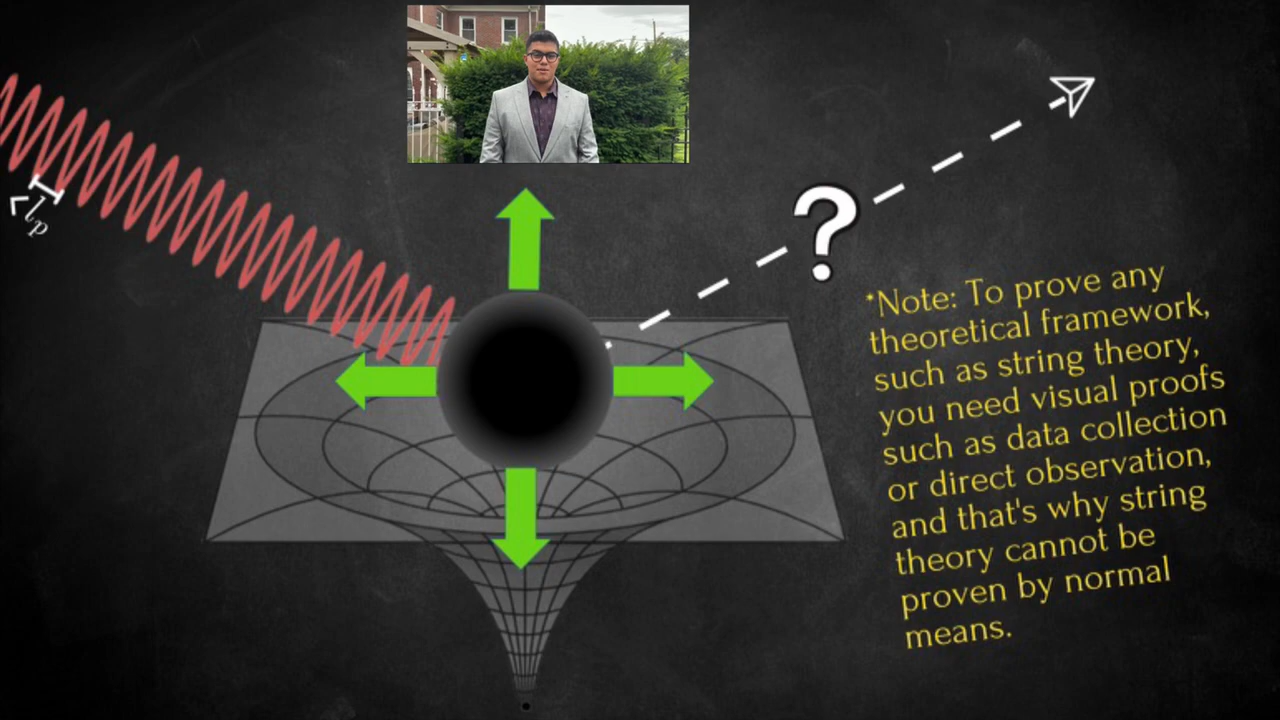 <l_p
*Note: To prove any
theoretical framework,
such as string theory,
you need visual proofs
such as data collection
or direct observation,
and that's why string
theory cannot be
proven by normal
means.
?